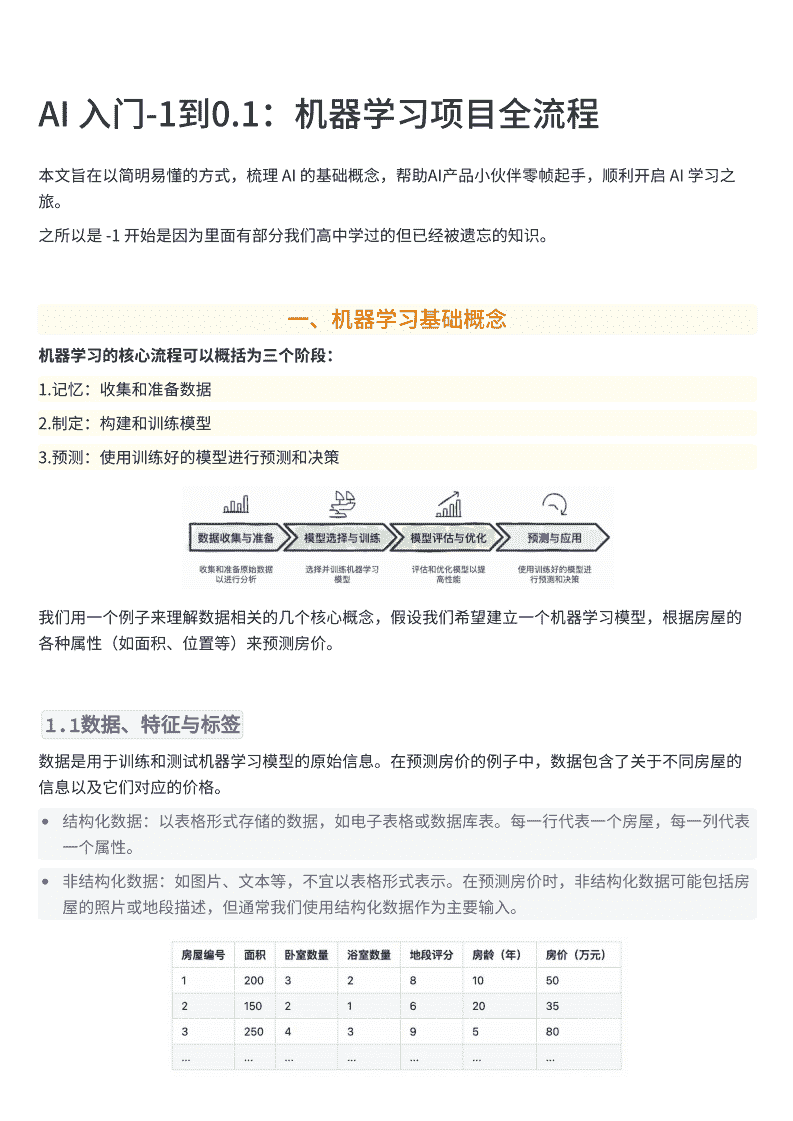 AI 入门-1到0.1：机器学习项目全流程
本文旨在以简明易懂的方式，梳理 AI 的基础概念，帮助AI产品小伙伴零帧起手，顺利开启 AI 学习之
旅。
之所以是 -1 开始是因为里面有部分我们高中学过的但已经被遗忘的知识。
一、机器学习基础概念
机器学习的核心流程可以概括为三个阶段：
1.记忆：收集和准备数据
2.制定：构建和训练模型
3.预测：使用训练好的模型进行预测和决策
数据收集与准备 模型选择与训练 模型评估与优化 预测与应用
收集和准备原始数据 选择并训练机器学习 评估和优化模型以提 使用训练好的模型进
以进行分析 模型 高性能 行预测和决策
我们用一个例子来理解数据相关的几个核心概念，假设我们希望建立一个机器学习模型，根据房屋的
各种属性（如面积、位置等）来预测房价。
1.1数据、特征与标签
数据是用于训练和测试机器学习模型的原始信息。在预测房价的例子中，数据包含了关于不同房屋的
信息以及它们对应的价格。
• 结构化数据：以表格形式存储的数据，如电子表格或数据库表。每一行代表一个房屋，每一列代表
一个属性。
• 非结构化数据：如图片、文本等，不宜以表格形式表示。在预测房价时，非结构化数据可能包括房
屋的照片或地段描述，但通常我们使用结构化数据作为主要输入。
房屋编号 面积 卧室数量 浴室数量 地段评分 房龄（年） 房价（万元）
1 200 3 2 8 10 50
2 150 2 1 6 20 35
3 250 4 3 9 5 80
... ... ... ... ... ... ...